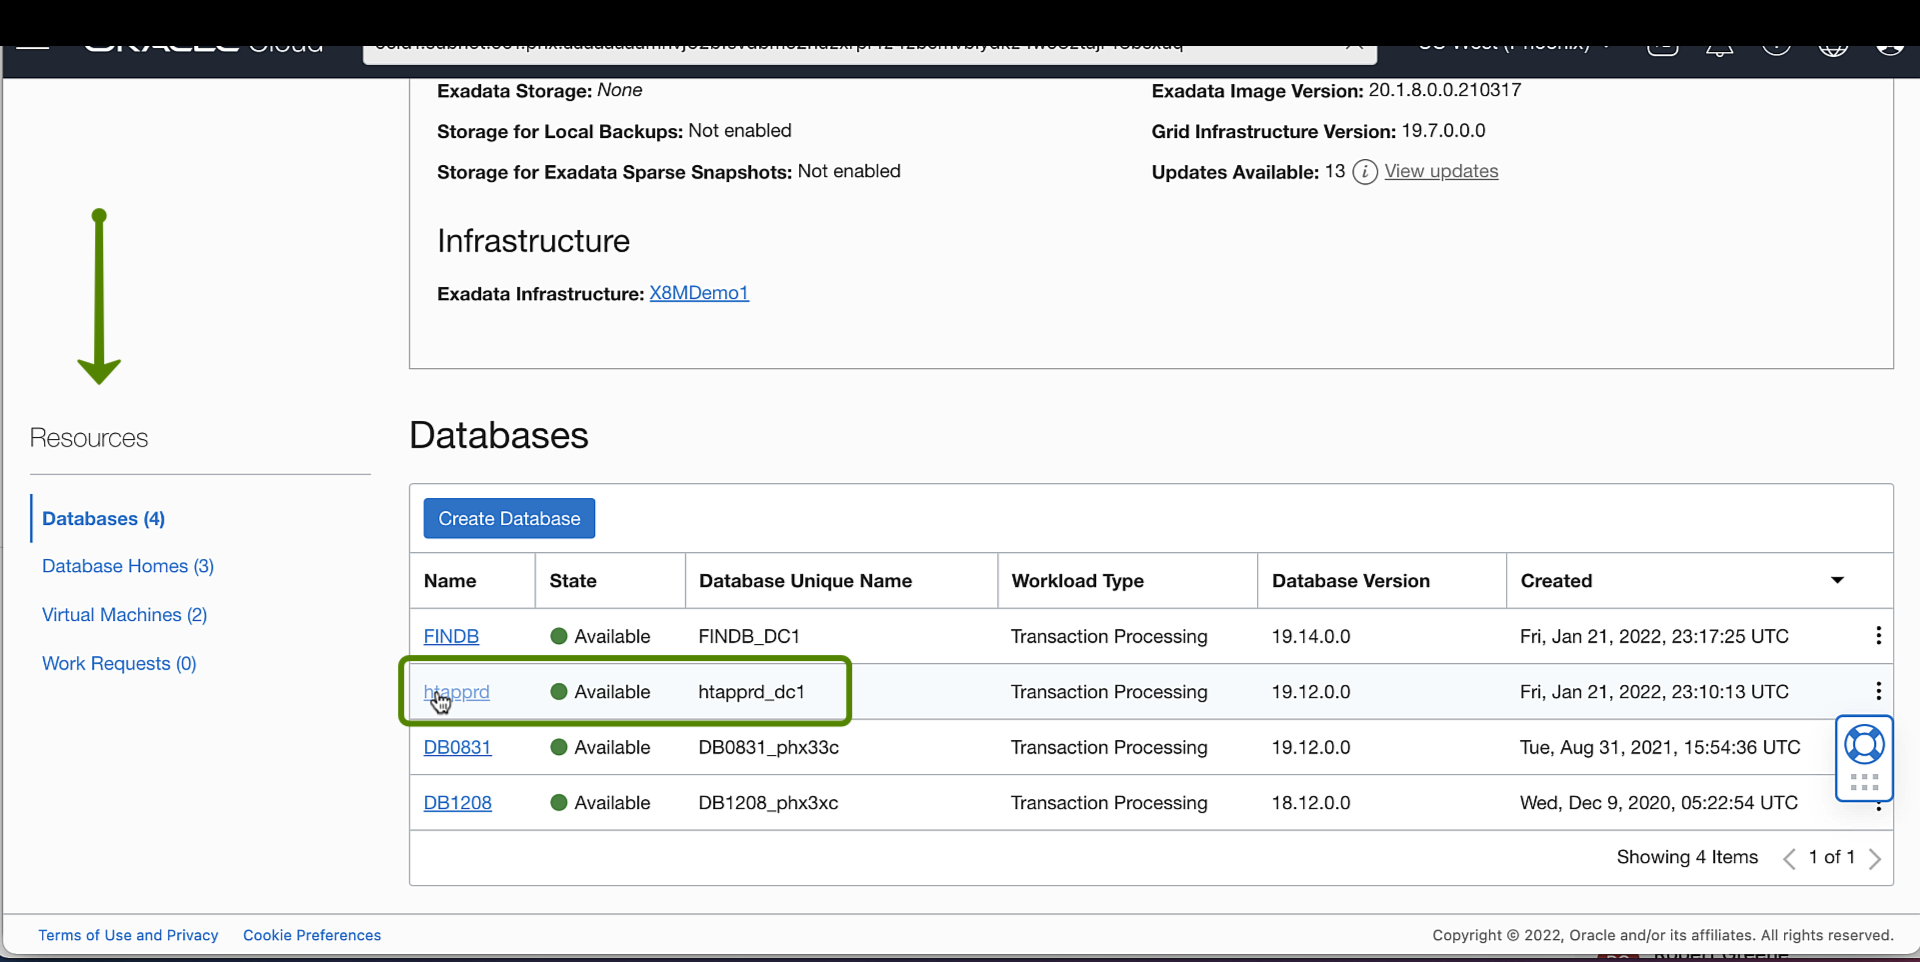 ORACLE Cloud
US West (Phoenix)
Exadata Storage: None
Storage for Local Backups: Not enabled
Storage for Exadata Sparse Snapshots: Not enabled
Exadata Image Version: 20.1.8.0.0.210317
Grid Infrastructure Version: 19.7.0.0.0
Updates Available: 13 i View updates
Infrastructure
Exadata Infrastructure: X8MDemo1
Resources
Databases (4)
Database Homes (3)
Virtual Machines (2)
Work Requests (0)
Databases
Create Database
Name State Database Unique Name Workload Type Database Version Created
FINDB Available FINDB_DC1 Transaction Processing 19.14.0.0 Fri, Jan 21, 2022, 23:17:25 UTC
htapprd Available htapprd_dc1 Transaction Processing 19.12.0.0 Fri, Jan 21, 2022, 23:10:13 UTC
DB0831 Available DB0831_phx33c Transaction Processing 19.12.0.0 Tue, Aug 31, 2021, 15:54:36 UTC
DB1208 Available DB1208_phx3xc Transaction Processing 18.12.0.0 Wed, Dec 9, 2020, 05:22:54 UTC
Showing 4 Items < 1 of 1 >
Terms of Use and Privacy Cookie Preferences
Copyright © 2022, Oracle and/or its affiliates. All rights reserved.
Robert Greene